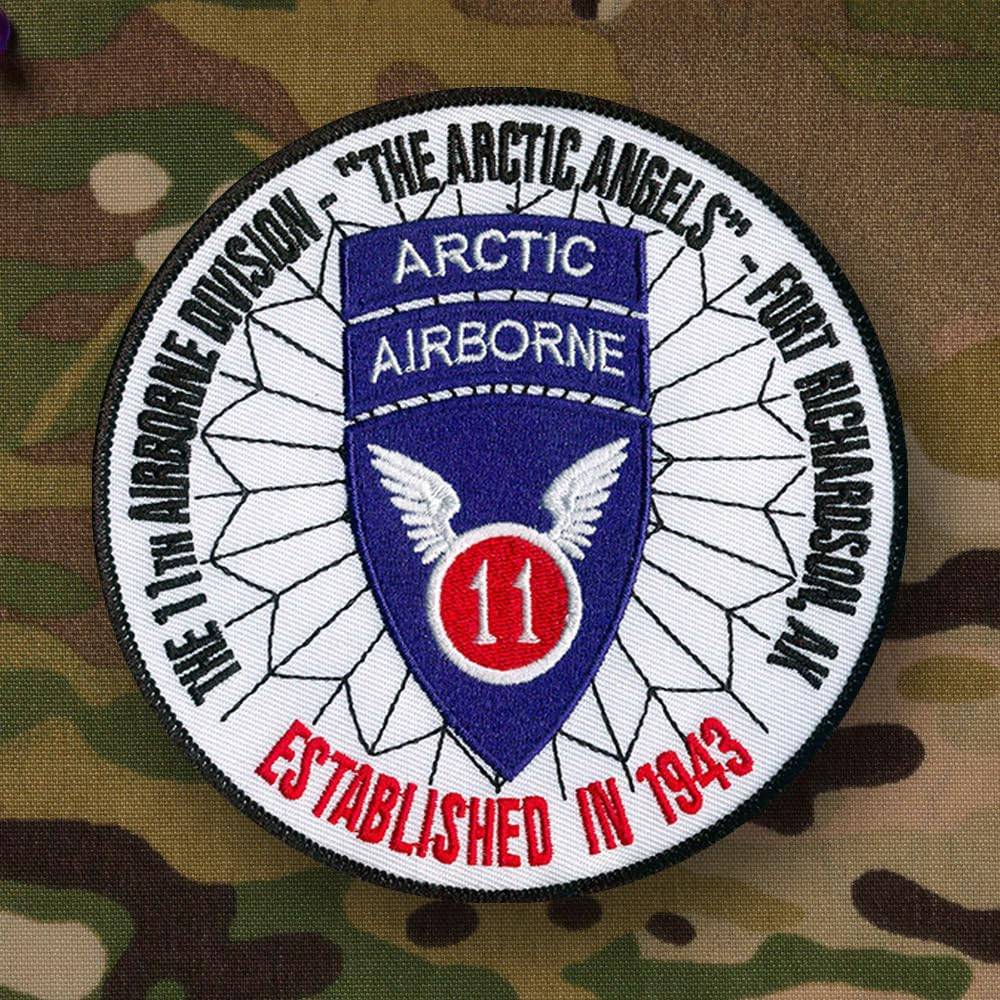 THE 11TH AIRBORNE DIVISION - "THE ARCTIC ANGELS" - FORT RICHARDSON, AK
ARCTIC
AIRBORNE
11
ESTABLISHED IN 1943